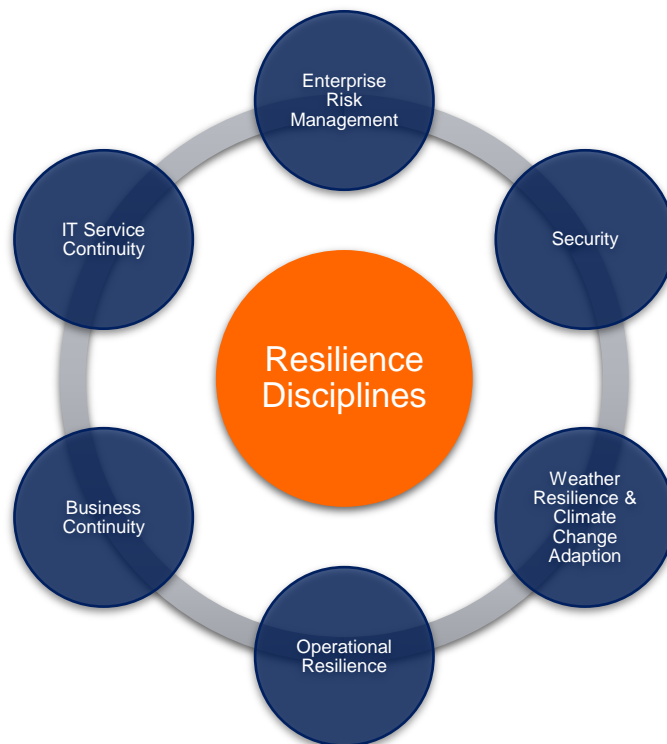 Enterprise
Risk
Management
IT Service
Continuity
Security
Resilience
Disciplines
Business
Continuity
Weather
Resilience &
Climate
Change
Adaption
Operational
Resilience